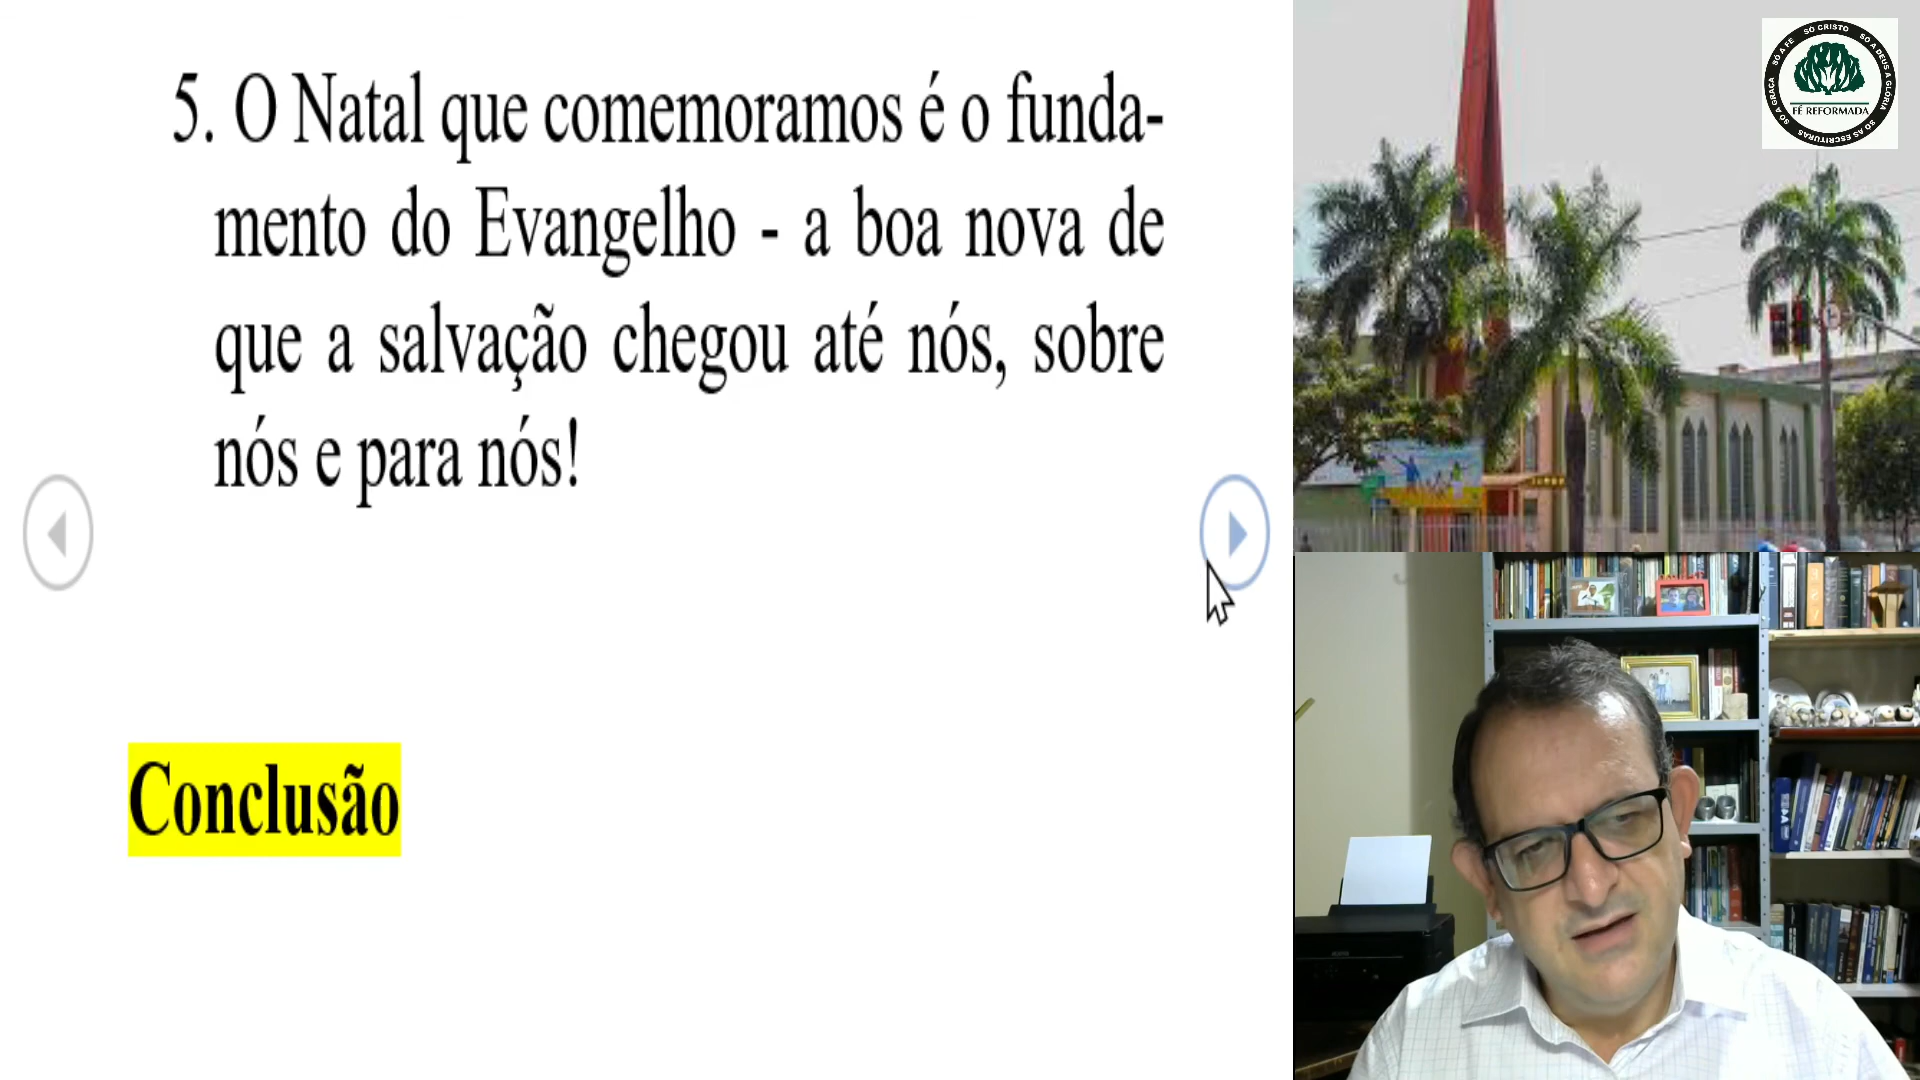 5. O Natal que comemoramos é o funda-
mento do Evangelho - a boa nova de
que a salvação chegou até nós, sobre
nós e para nós!
Conclusão
SÓ A GRAÇA SÓ A FÉ SÓ CRISTO SÓ A DEUS A GLÓRIA SÓ AS ESCRITURAS
FÉ REFORMADA